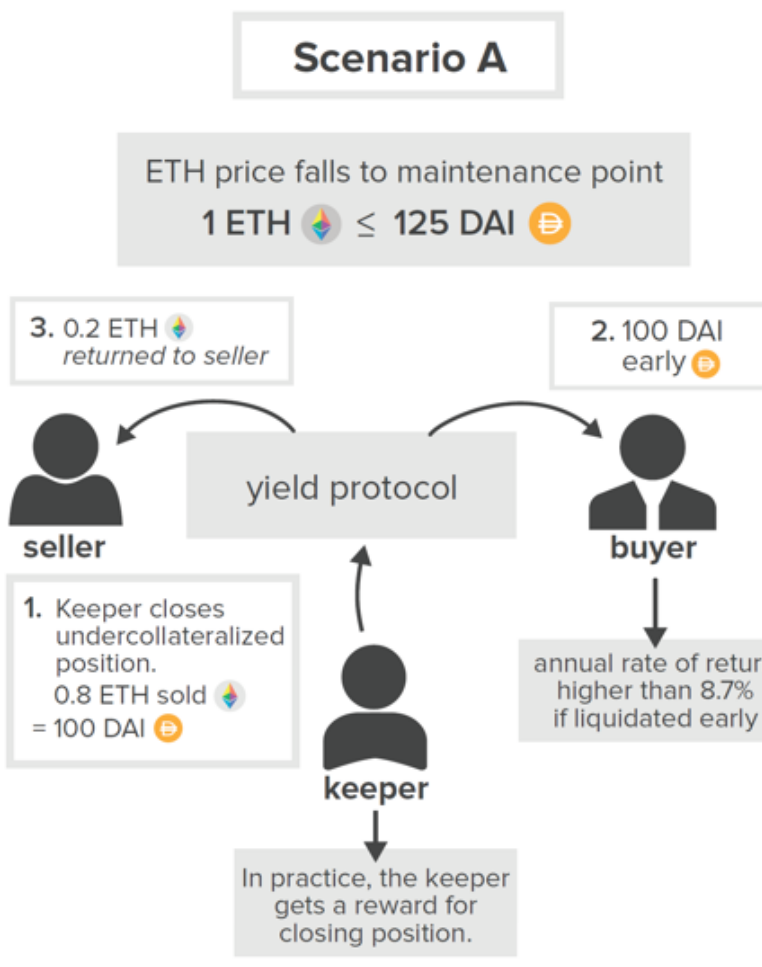 Scenario A
ETH price falls to maintenance point
1 ETH ≤ 125 DAI
3. 0.2 ETH
returned to seller
2. 100 DAI
early
yield protocol
seller
buyer
1. Keeper closes
undercollateralized
position.
0.8 ETH sold
= 100 DAI
annual rate of retur
higher than 8.7%
if liquidated early
keeper
In practice, the keeper
gets a reward for
closing position.